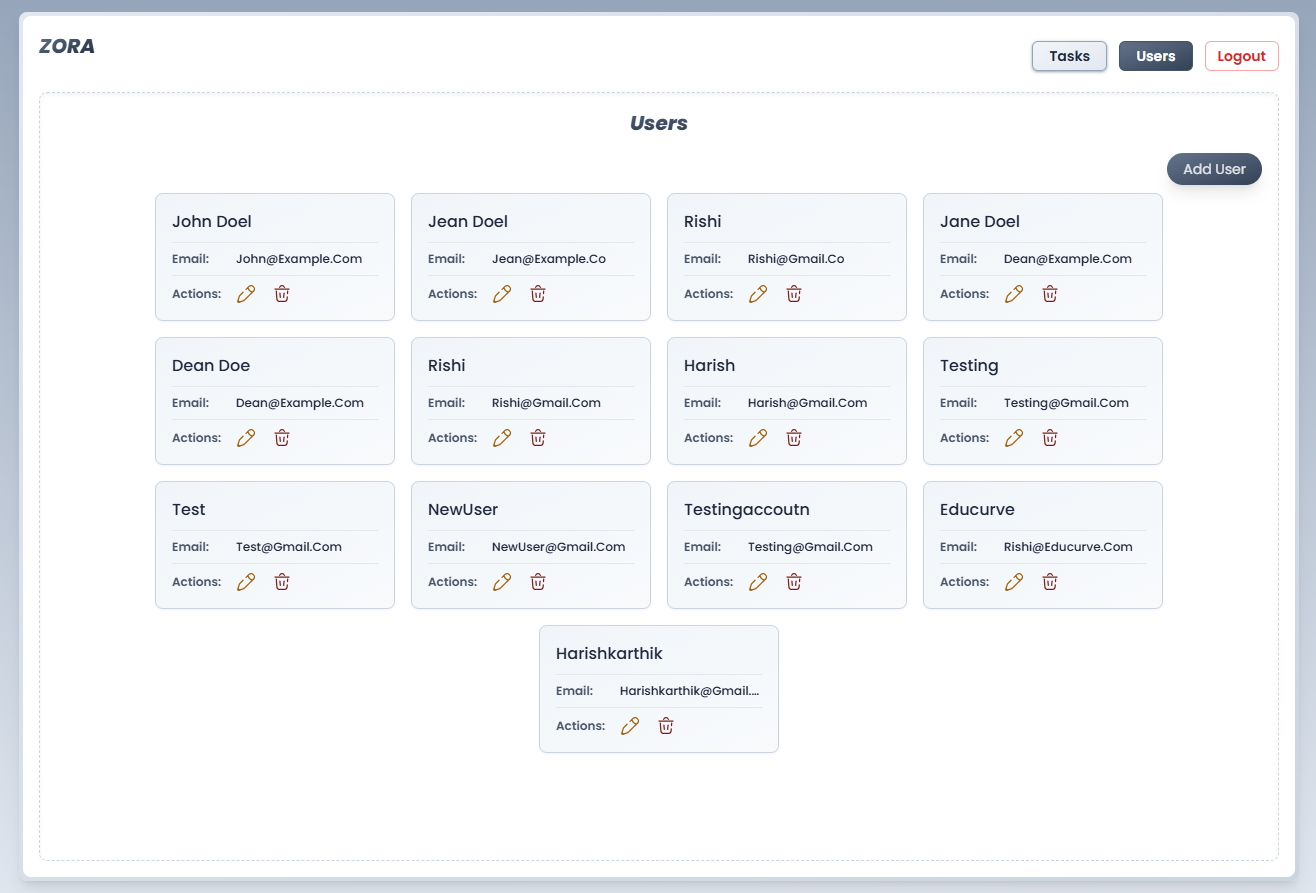 ZORA
Tasks Users Logout
Users
Add User
John Doel
Email: John@Example.Com
Actions:
Jean Doel
Email: Jean@Example.Co
Actions:
Rishi
Email: Rishi@Gmail.Co
Actions:
Jane Doel
Email: Dean@Example.Com
Actions:
Dean Doe
Email: Dean@Example.Com
Actions:
Rishi
Email: Rishi@Gmail.Com
Actions:
Harish
Email: Harish@Gmail.Com
Actions:
Testing
Email: Testing@Gmail.Com
Actions:
Test
Email: Test@Gmail.Com
Actions:
NewUser
Email: NewUser@Gmail.Com
Actions:
Testingaccoutn
Email: Testing@Gmail.Com
Actions:
Educurve
Email: Rishi@Educurve.Com
Actions:
Harishkarthik
Email: Harishkarthik@Gmail.…
Actions: